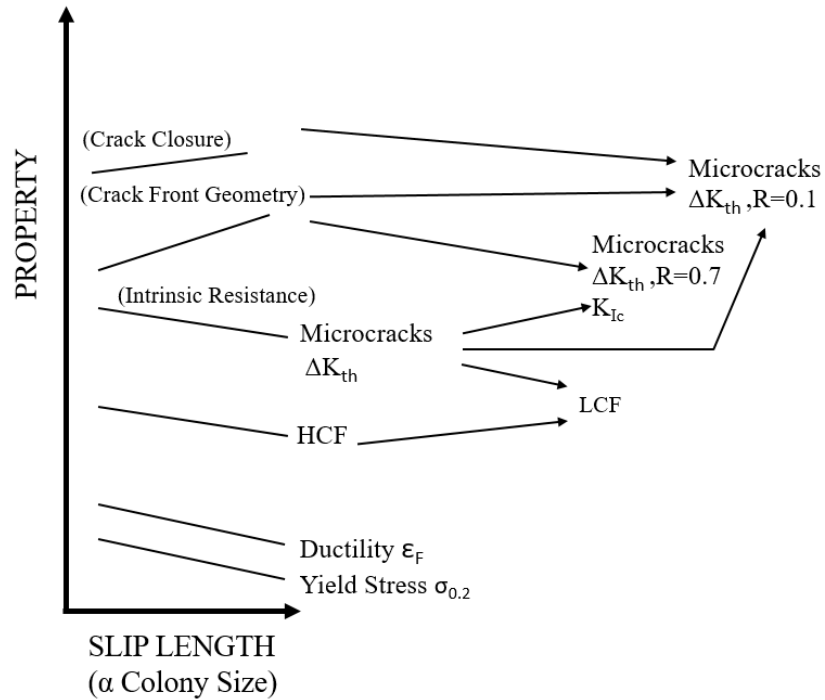 PROPERTY
(Crack Closure)
(Crack Front Geometry)
(Intrinsic Resistance)
Microcracks
ΔKth
HCF
Ductility εF
Yield Stress σ0.2
Microcracks
ΔKth ,R=0.1
Microcracks
ΔKth ,R=0.7
KIc
LCF
SLIP LENGTH
(α Colony Size)